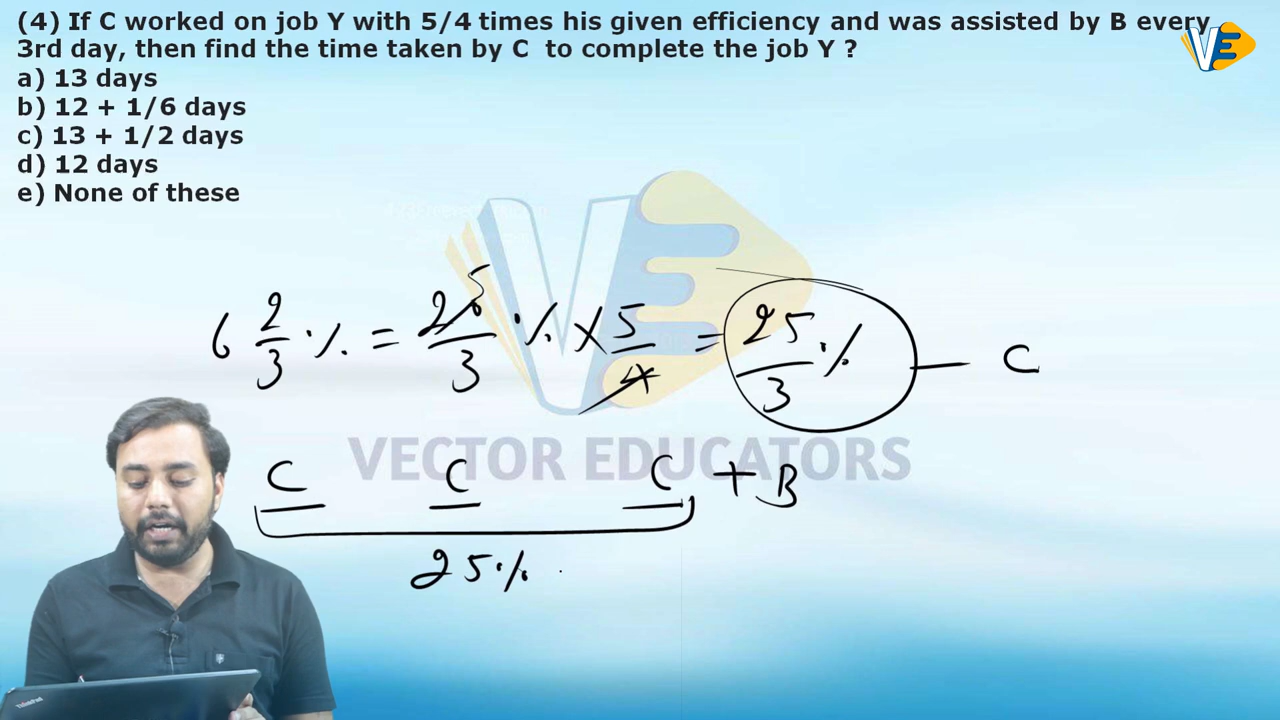 (4) If C worked on job Y with 5/4 times his given efficiency and was assisted by B every
3rd day, then find the time taken by C to complete the job Y ?
a) 13 days
b) 12 + 1/6 days
c) 13 + 1/2 days
d) 12 days
e) None of these
VE
6 2/3 % = 20/3 % × 5/4 = 25/3 % — C
VECTOR EDUCATORS
C C C + B
25%
ThinkPad